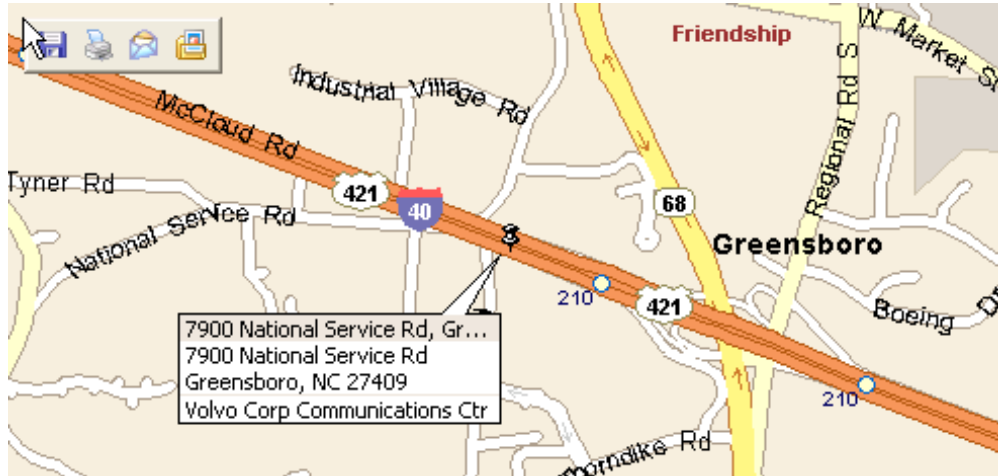 Friendship
W. Market St
Industrial Village Rd
Regional Rd S
McCloud Rd
Tyner Rd
421
40
68
National Service Rd
Greensboro
210
421
Boeing
7900 National Service Rd, Gr...
7900 National Service Rd
Greensboro, NC 27409
Volvo Corp Communications Ctr
210
Rd